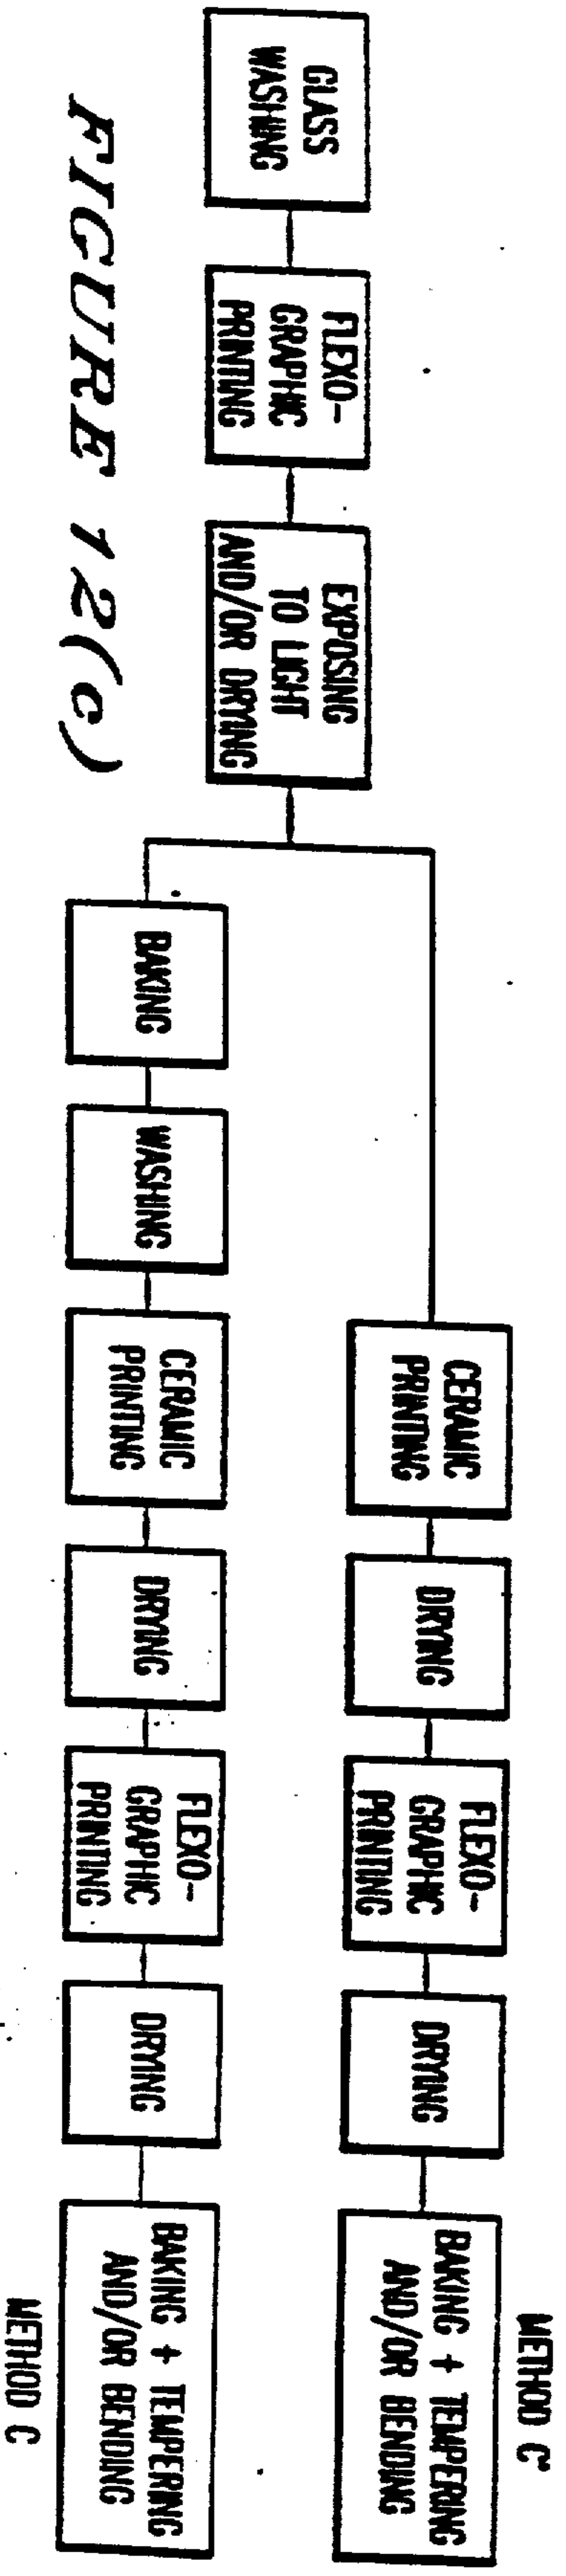 GLASS
WASHING
FLEXO-
GRAPHIC
PRINTING
EXPOSING
TO LIGHT
AND/OR DRYING
METHOD C'
CERAMIC
PRINTING
DRYING
FLEXO-
GRAPHIC
PRINTING
DRYING
BAKING + TEMPERING
AND/OR BENDING
BAKING
WASHING
CERAMIC
PRINTING
DRYING
FLEXO-
GRAPHIC
PRINTING
DRYING
BAKING + TEMPERING
AND/OR BENDING
METHOD C
FIGURE 12(c)